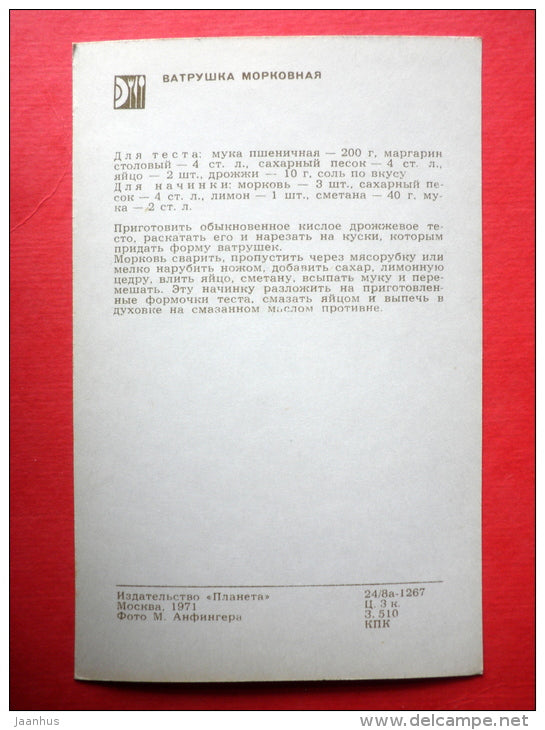 ВАТРУШКА МОРКОВНАЯ
Для теста: мука пшеничная — 200 г, маргарин
столовый — 4 ст. л., сахарный песок — 4 ст. л.,
яйцо — 2 шт., дрожжи — 10 г, соль по вкусу
Для начинки: морковь — 3 шт., сахарный пе-
сок — 4 ст. л., лимон — 1 шт., сметана — 40 г. му-
ка — 2 ст. л.
Приготовить обыкновенное кислое дрожжевое те-
сто, раскатать его и нарезать на куски, которым
придать форму ватрушек.
Морковь сварить, пропустить через мясорубку или
мелко нарубить ножом, добавить сахар, лимонную
цедру, влить яйцо, сметану, всыпать муку и пере-
мешать. Эту начинку разложить на приготовлен-
ные формочки теста, смазать яйцом и выпечь в
духовке на смазанном маслом противне.
Издательство «Планета»
Москва, 1971
Фото М. Анфингера
24/8а-1267
Ц. 3 к.
З. 510
КПК
Jaanhus
www.delcampe.net